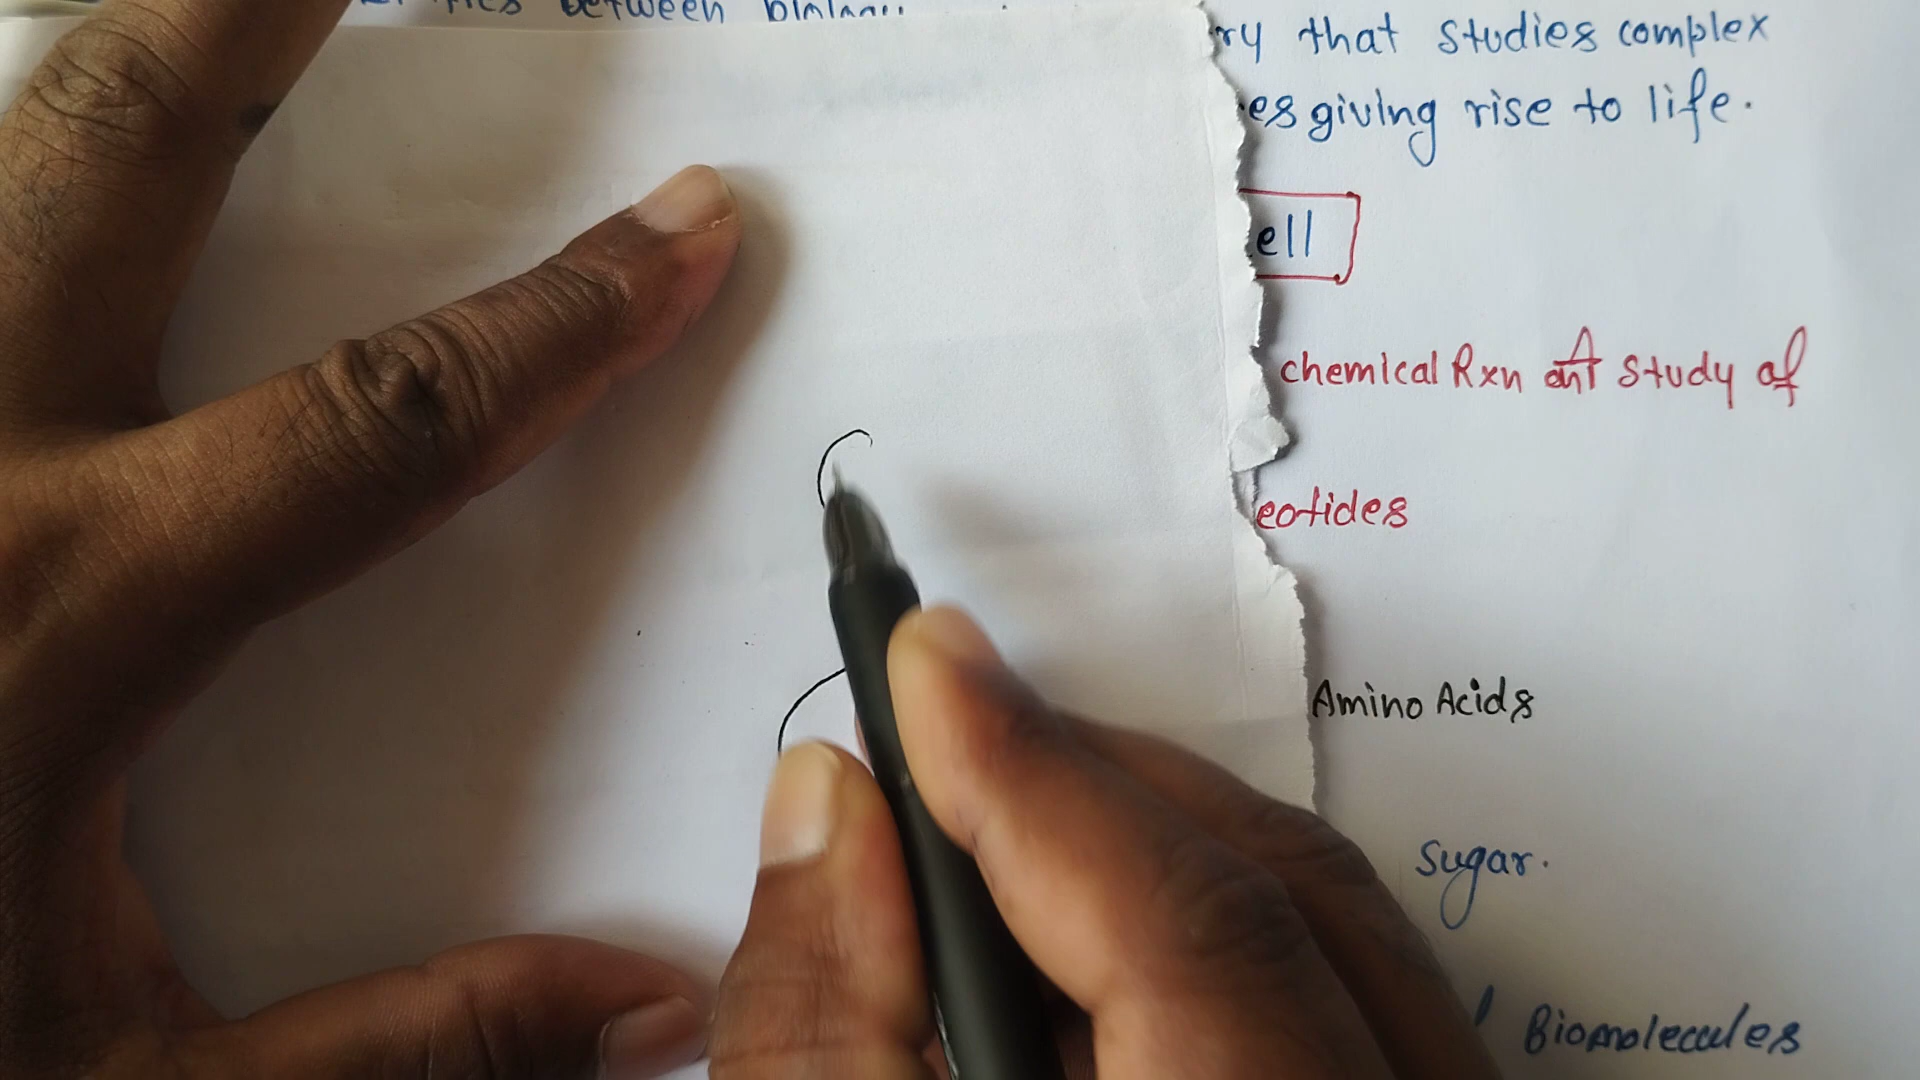 between
ry that studies complex
es giving rise to life.
ell
chemical Rxn A study of
eotides
Amino Acids
Sugar.
Biomolecules